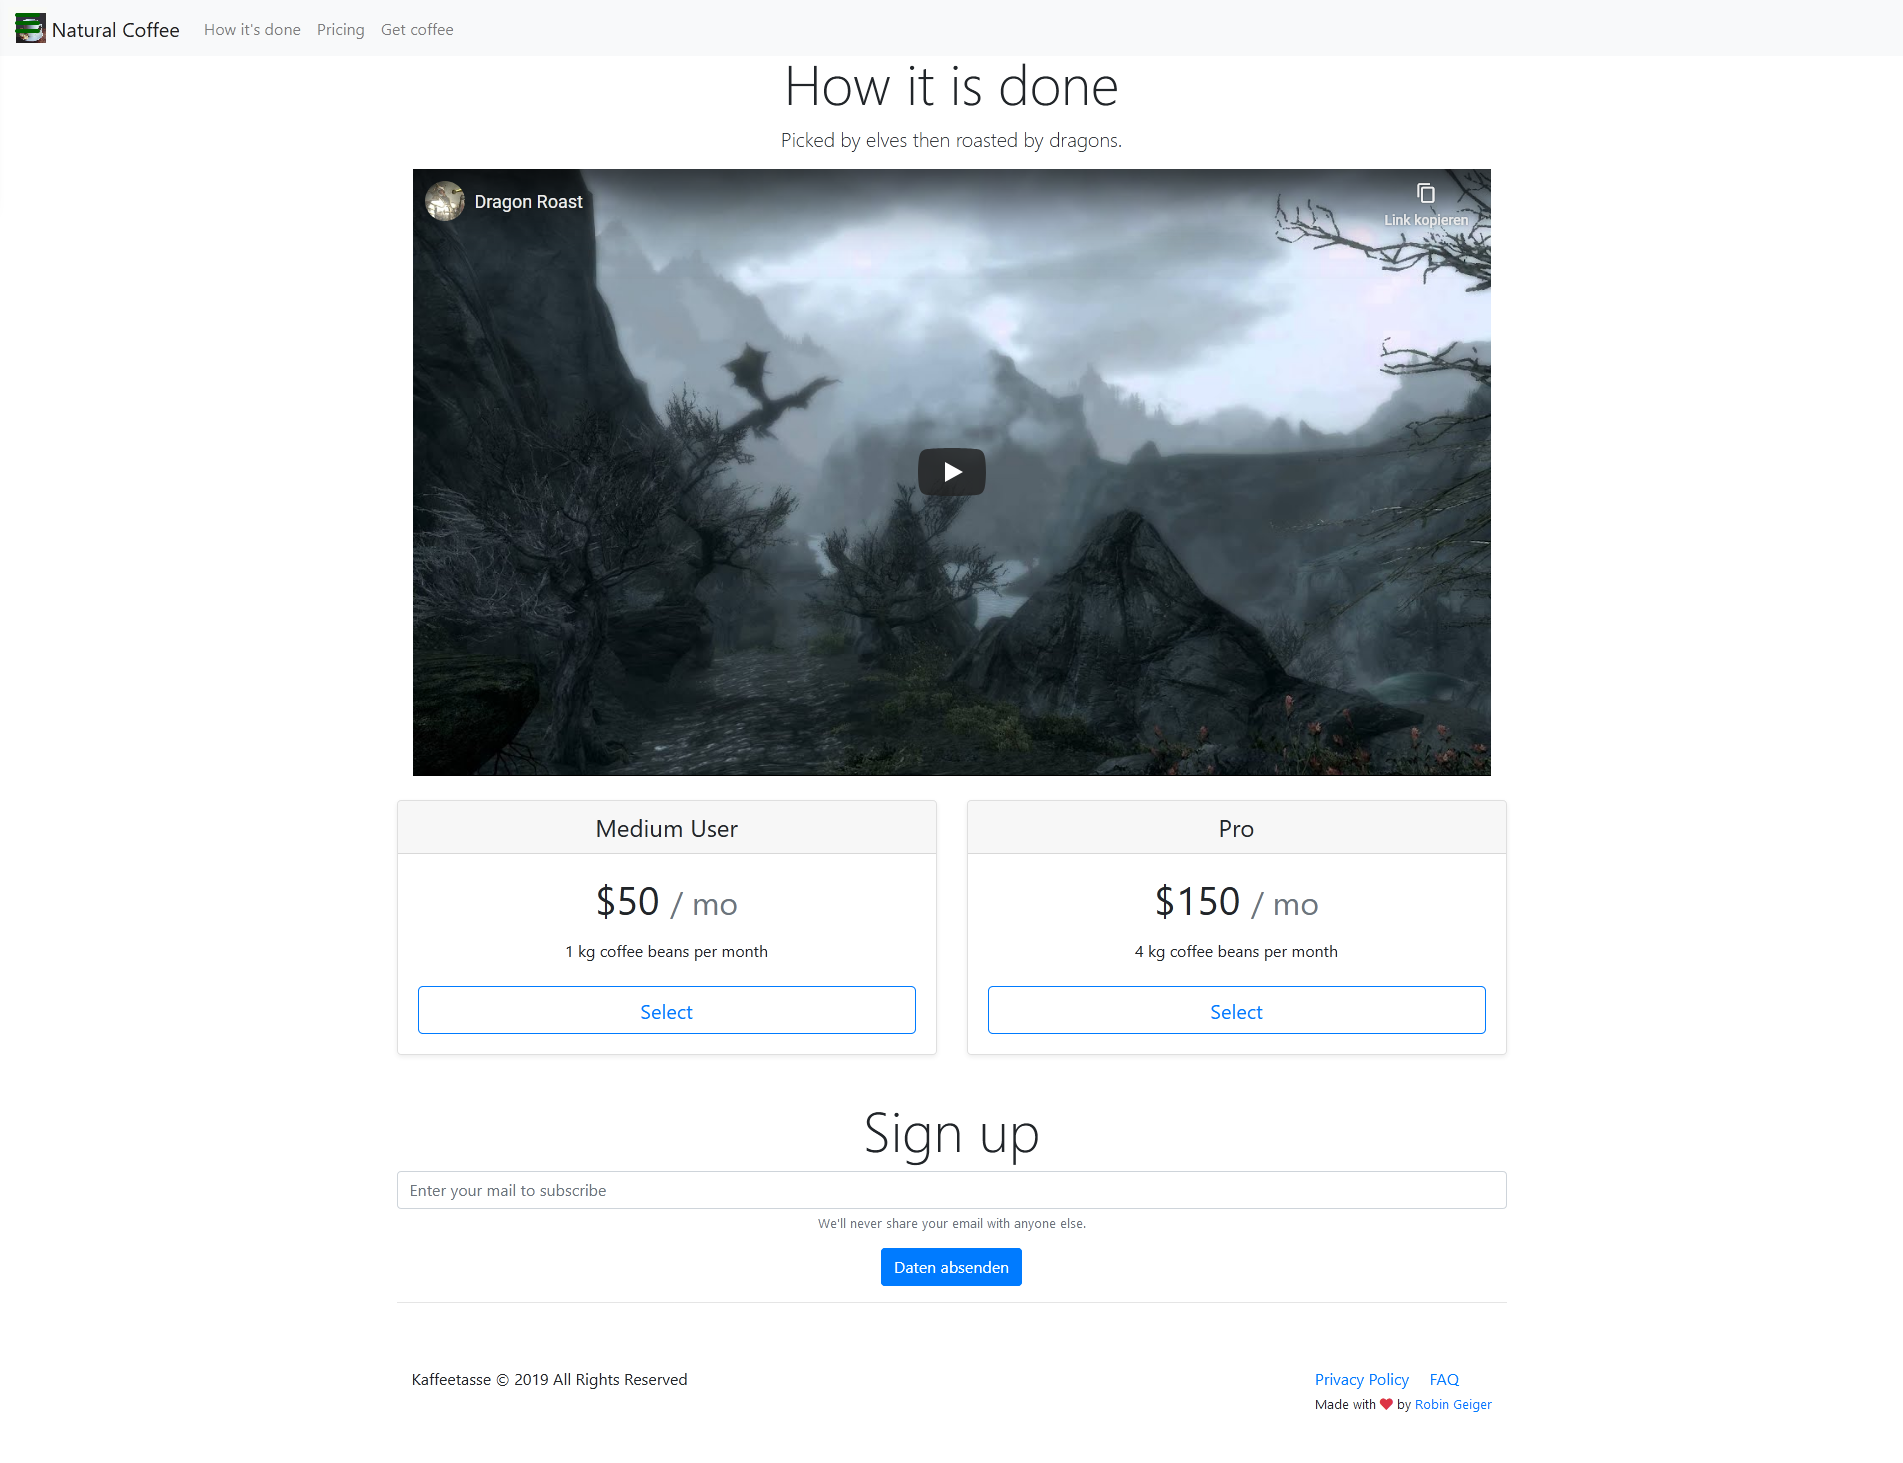 Natural Coffee How it's done Pricing Get coffee
How it is done
Picked by elves then roasted by dragons.
Dragon Roast
Link kopieren
Medium User
$50 / mo
1 kg coffee beans per month
Select
Pro
$150 / mo
4 kg coffee beans per month
Select
Sign up
Enter your mail to subscribe
We'll never share your email with anyone else.
Daten absenden
Kaffeetasse © 2019 All Rights Reserved
Privacy Policy FAQ
Made with ❤ by Robin Geiger